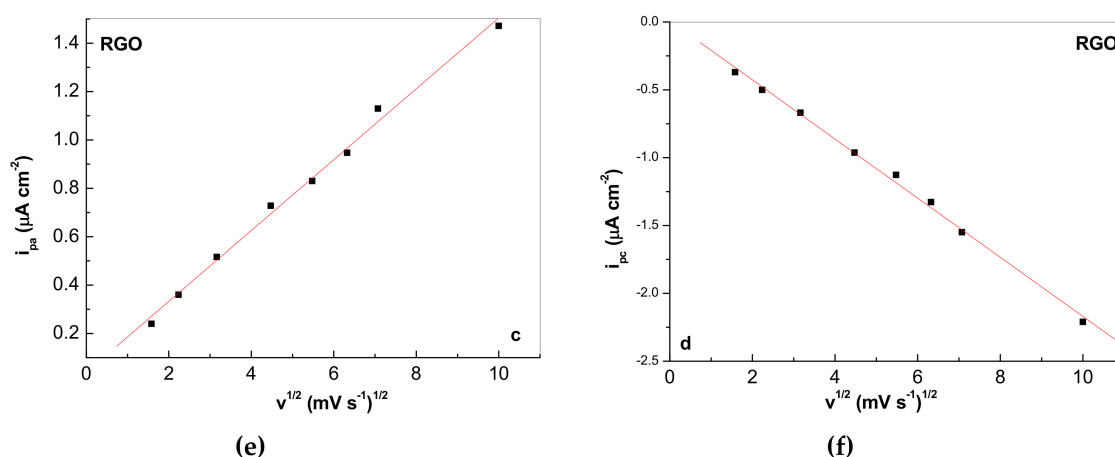 RGO
1.4
1.2
1.0
0.8
0.6
0.4
0.2
0 2 4 6 8 10
i_pa (μA cm⁻²)
v^1/2 (mV s⁻¹)^1/2
c
(e)
RGO
0.0
-0.5
-1.0
-1.5
-2.0
-2.5
0 2 4 6 8 10
i_pc (μA cm⁻²)
v^1/2 (mV s⁻¹)^1/2
d
(f)